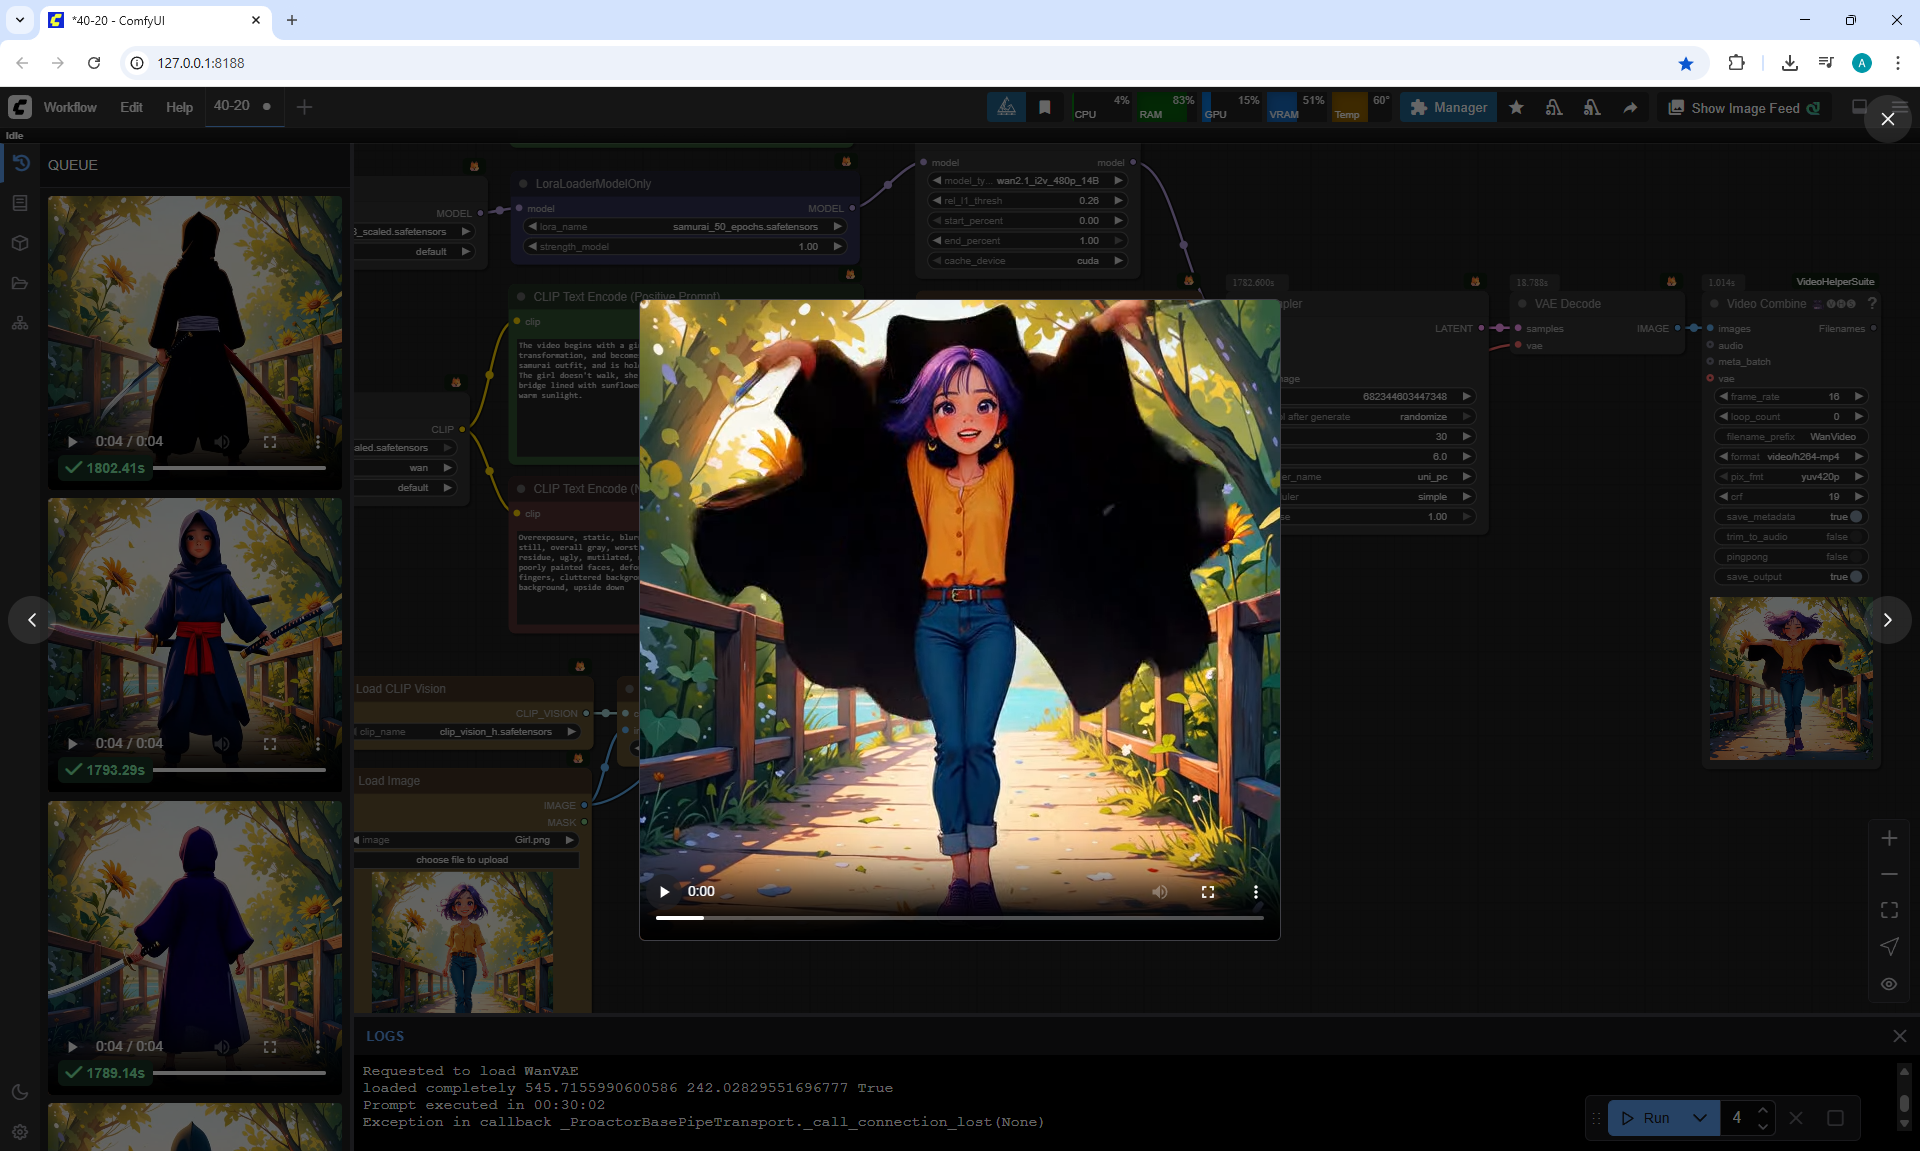 *40-20 - ComfyUI
127.0.0.1:8188
A
Workflow Edit Help 40-20
4% CPU
83% RAM
15% GPU
51% VRAM
60° Temp
Manager
Show Image Feed
Idle
QUEUE
0:04 / 0:04
1802.41s
0:04 / 0:04
1793.29s
0:04 / 0:04
1789.14s
MODEL
_scaled.safetensors
default
LoraLoaderModelOnly
model MODEL
lora_name samurai_50_epochs.safetensors
strength_model 1.00
model model
model_ty... wan2.1_i2v_480p_14B
rel_l1_thresh 0.26
start_percent 0.00
end_percent 1.00
cache_device cuda
CLIP
aled.safetensors
wan
default
CLIP Text Encode (Positive Prompt)
clip
The video begins with a gi
transformation, and become
samurai outfit, and is hol
The girl doesn't walk, she
bridge lined with sunflowe
warm sunlight.
CLIP Text Encode (N
clip
Overexposure, static, blur
still, overall gray, worst
residue, ugly, mutilated,
poorly painted faces, defo
fingers, cluttered backgro
background, upside down
Load CLIP Vision
CLIP_VISION
clip_name clip_vision_h.safetensors
Load Image
IMAGE
MASK
image Girl.png
choose file to upload
0:00
1782.600s
pler
LATENT
age
682344603447348
l after generate randomize
30
6.0
er_name uni_pc
uler simple
se 1.00
18.788s
VAE Decode
samples IMAGE
vae
1.014s VideoHelperSuite
Video Combine ?
images Filenames
audio
meta_batch
vae
frame_rate 16
loop_count 0
filename_prefix WanVideo
format video/h264-mp4
pix_fmt yuv420p
crf 19
save_metadata true
trim_to_audio false
pingpong false
save_output true
LOGS
Requested to load WanVAE
loaded completely 545.7155990600586 242.02829551696777 True
Prompt executed in 00:30:02
Exception in callback _ProactorBasePipeTransport._call_connection_lost(None)
Run 4